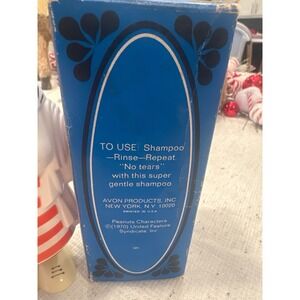 TO USE: Shampoo
—Rinse—Repeat
"No tears"
with this super
gentle shampoo
AVON PRODUCTS, INC.
NEW YORK, N.Y. 10020
PRINTED IN U.S.A.
Peanuts Characters
©(1970) United Feature
Syndicate, Inc.